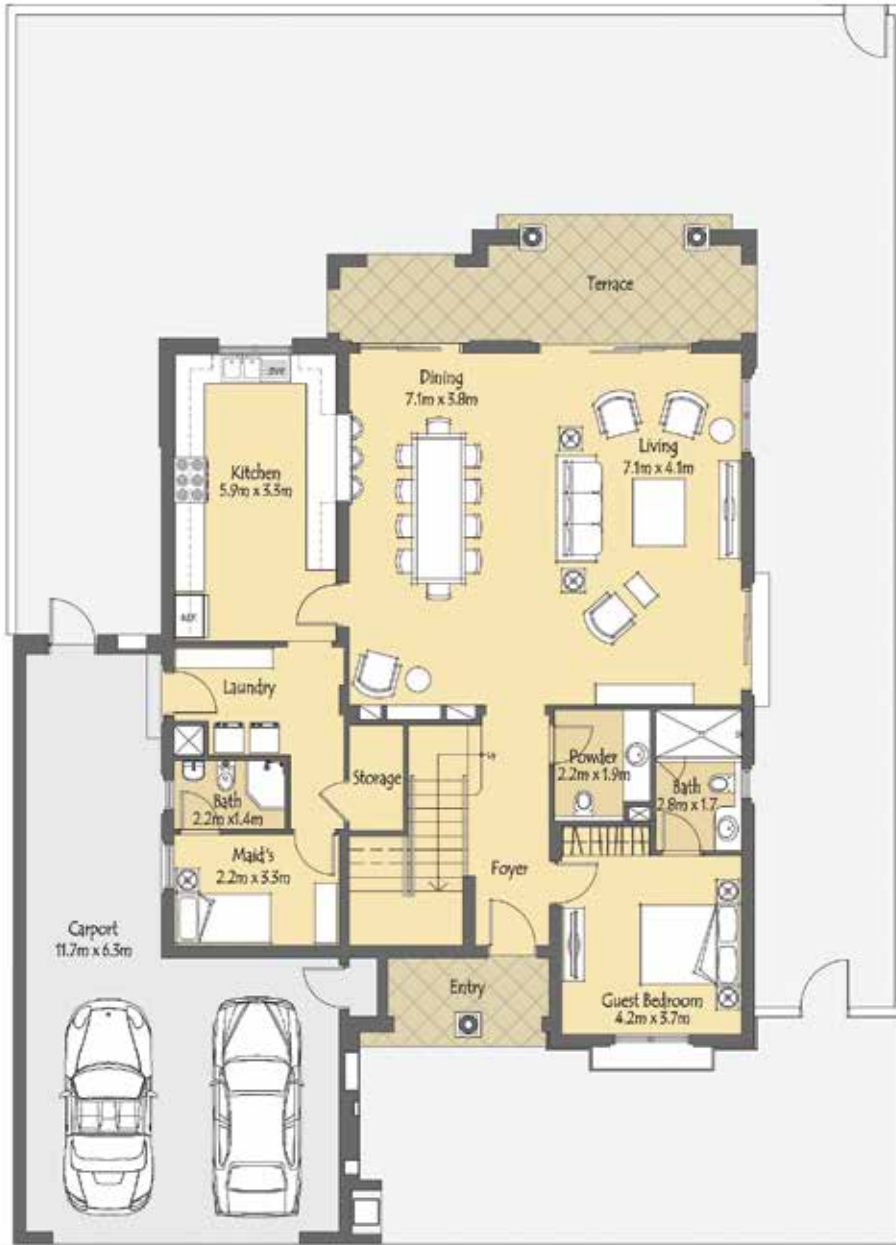 Terrace
Dining
7.1m x 3.8m
Living
7.1m x 4.1m
Kitchen
5.9m x 3.3m
REF.
Laundry
Storage
Powder
2.2m x 1.9m
Bath
2.8m x 1.7
Bath
2.2m x1.4m
Maid's
2.2m x 3.3m
Foyer
Carport
11.7m x 6.3m
Entry
Guest Bedroom
4.2m x 3.7m